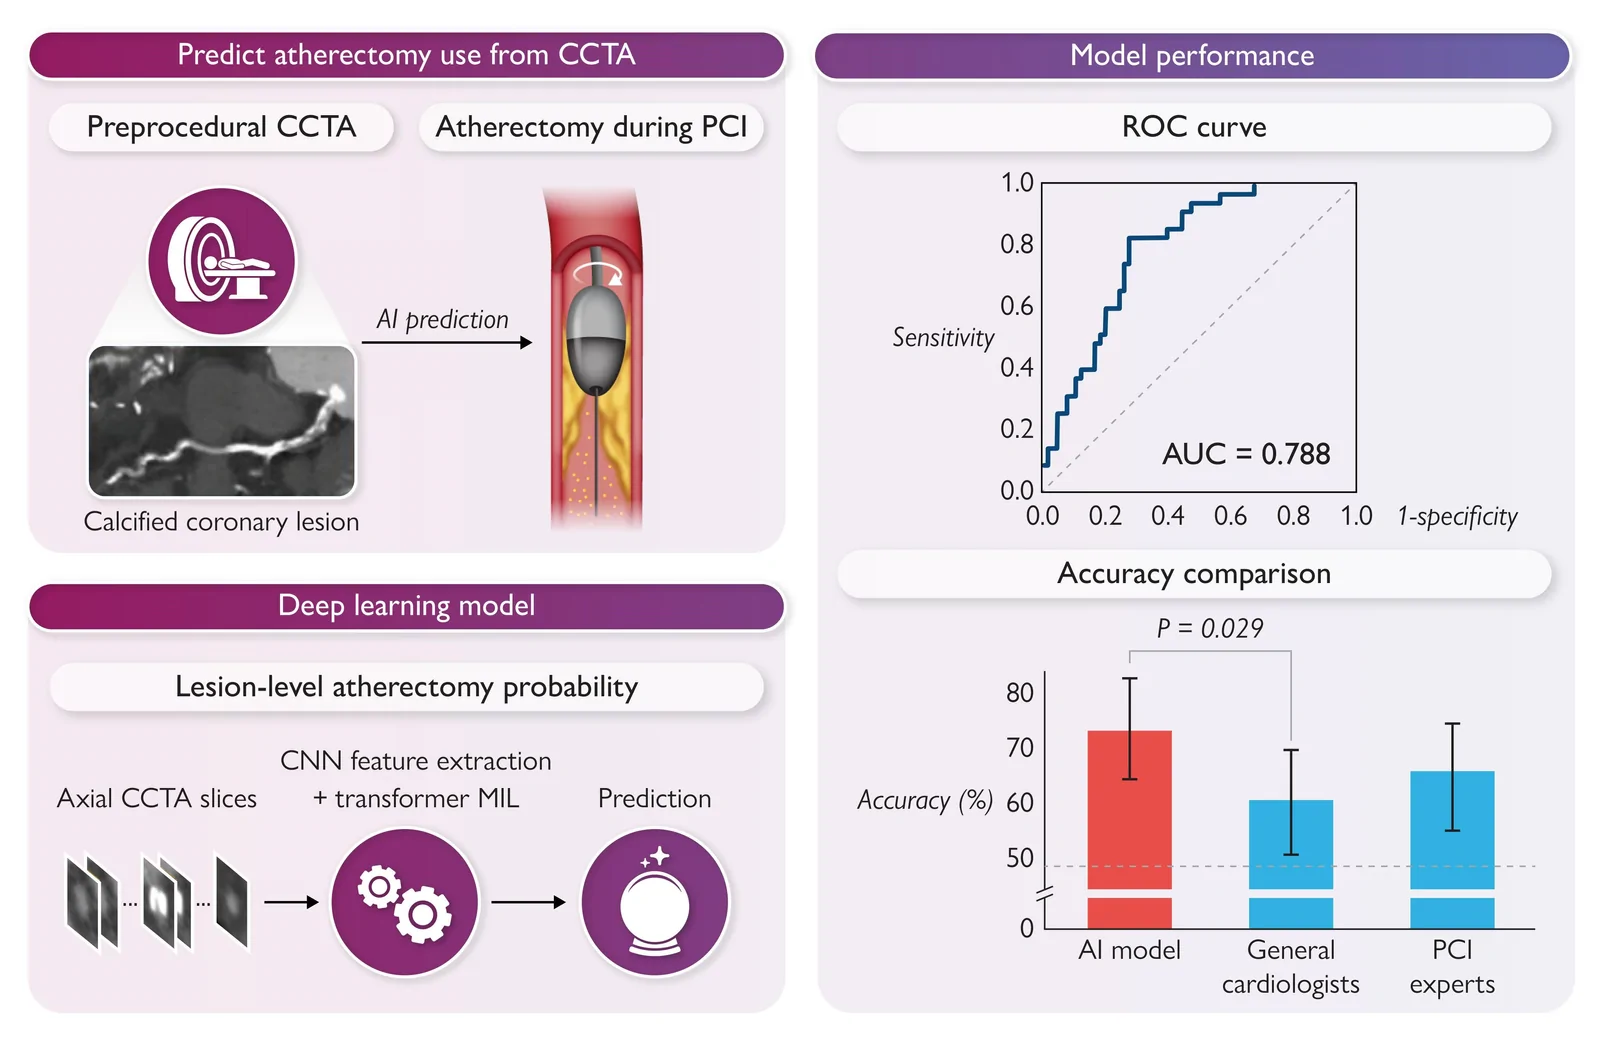 Predict atherectomy use from CCTA
Preprocedural CCTA
Atherectomy during PCI
AI prediction
Calcified coronary lesion
Deep learning model
Lesion-level atherectomy probability
Axial CCTA slices
...
...
CNN feature extraction
+ transformer MIL
Prediction
Model performance
ROC curve
1.0
0.8
0.6
Sensitivity
0.4
0.2
0.0
AUC = 0.788
0.0 0.2 0.4 0.6 0.8 1.0 1-specificity
Accuracy comparison
P = 0.029
80
70
Accuracy (%)
60
50
0
AI model
General
cardiologists
PCI
experts